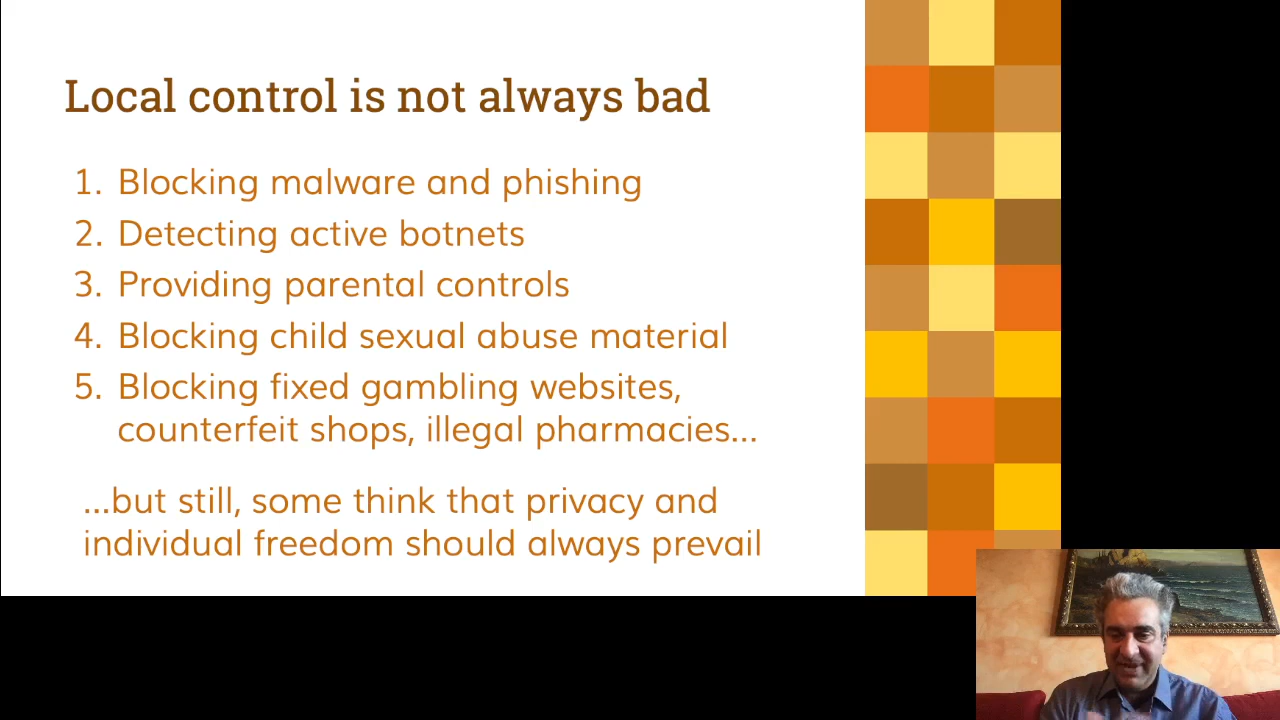 Local control is not always bad
1. Blocking malware and phishing
2. Detecting active botnets
3. Providing parental controls
4. Blocking child sexual abuse material
5. Blocking fixed gambling websites,
counterfeit shops, illegal pharmacies...
...but still, some think that privacy and
individual freedom should always prevail